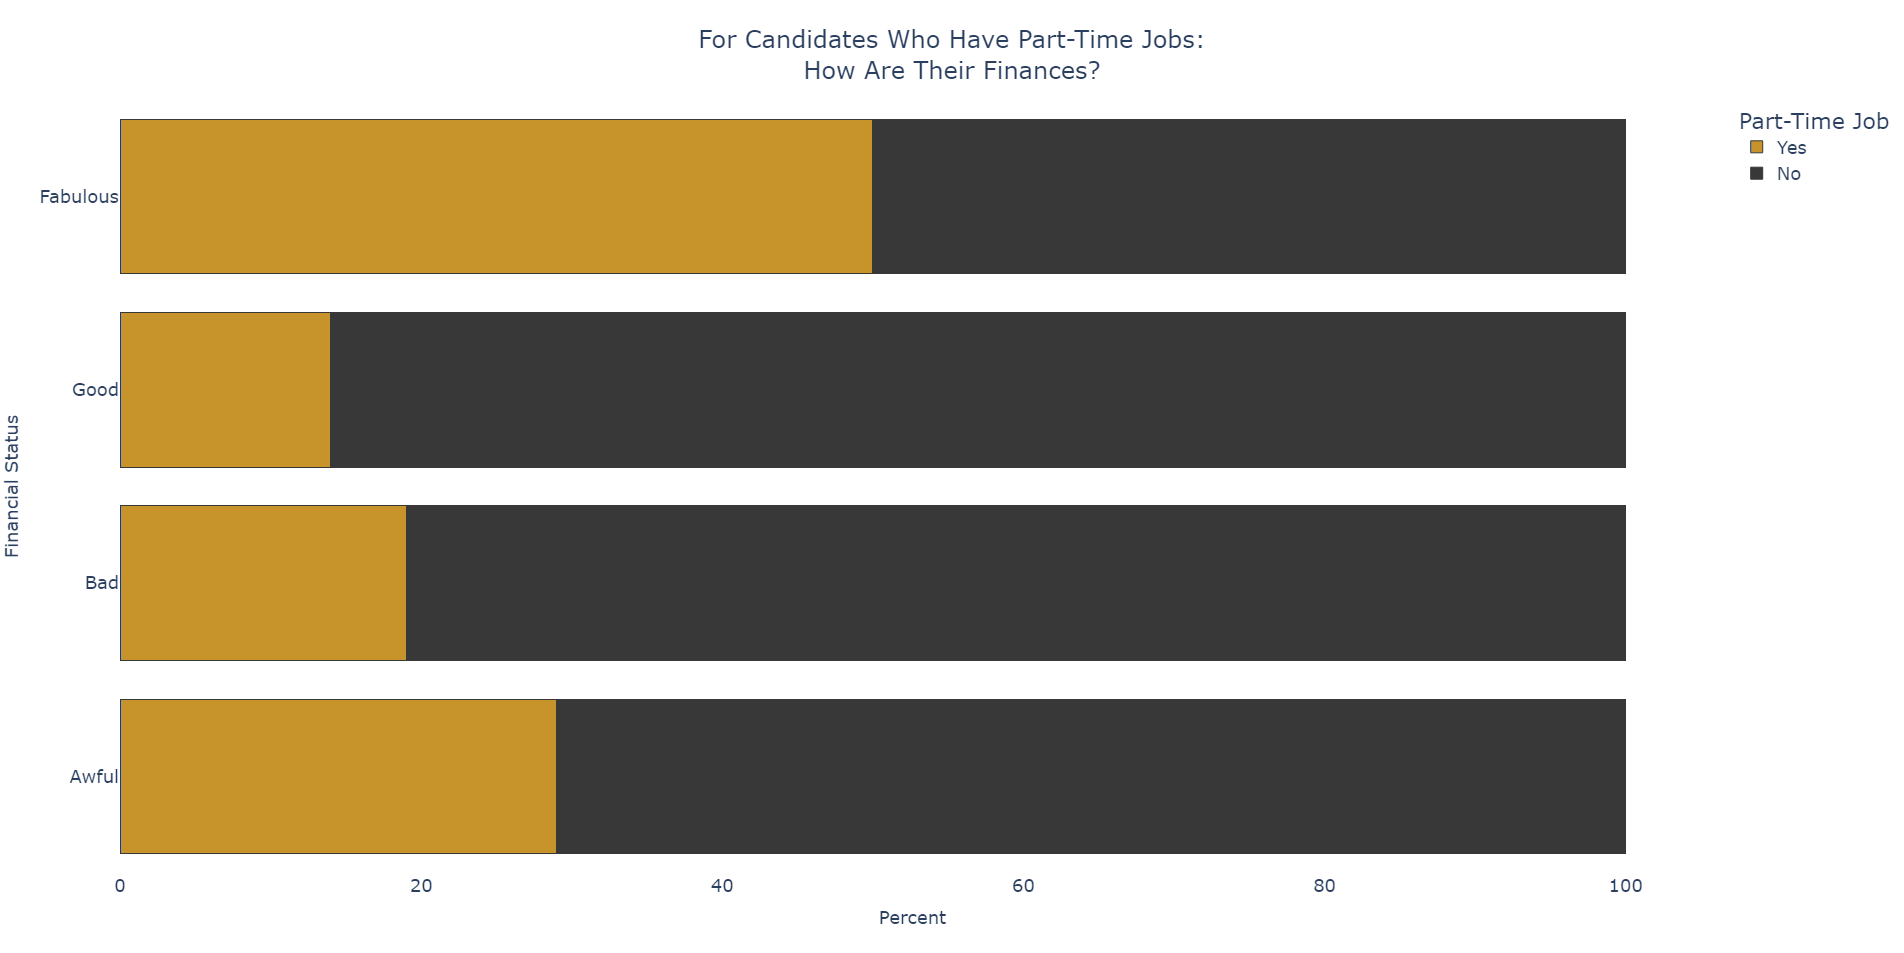 For Candidates Who Have Part-Time Jobs:
How Are Their Finances?
Part-Time Job
Yes
No
Financial Status
Fabulous
Good
Bad
Awful
0 20 40 60 80 100
Percent